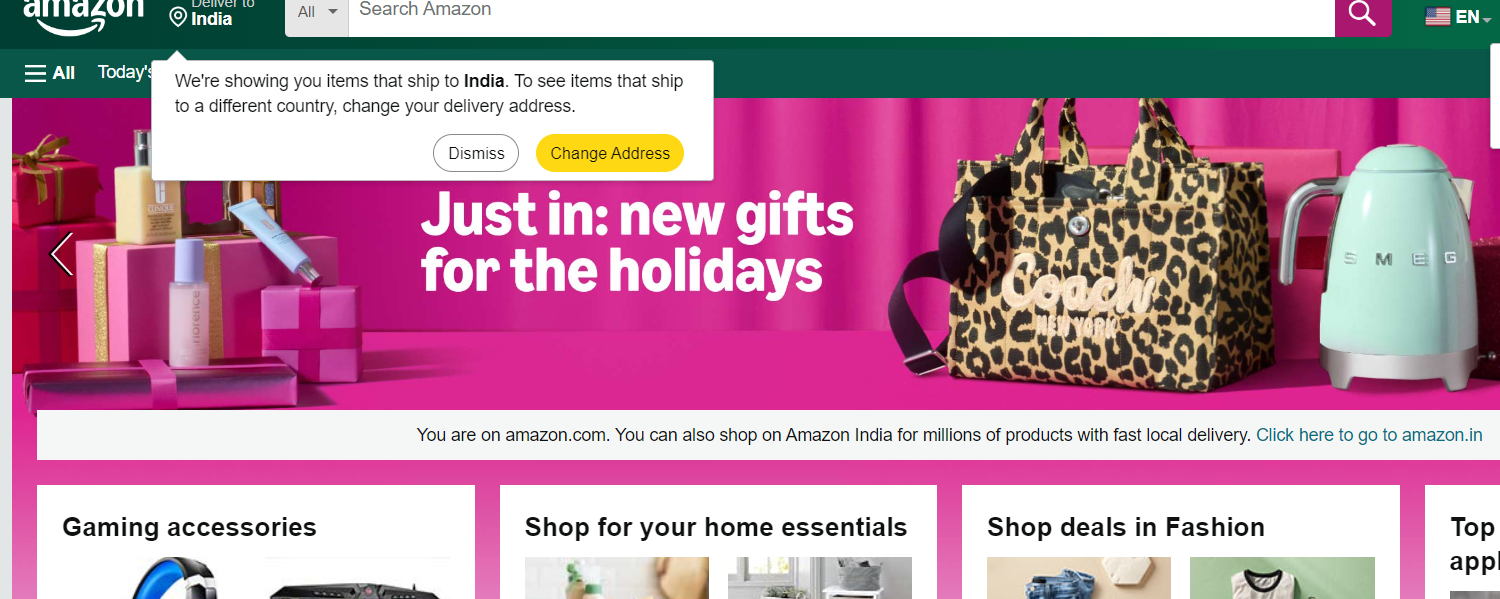 amazon
Deliver to
India
All
Search Amazon
EN
All
Today's
We're showing you items that ship to India. To see items that ship
to a different country, change your delivery address.
Dismiss
Change Address
CLINIQUE
Just in: new gifts
for the holidays
Coach
NEW YORK
SMEG
You are on amazon.com. You can also shop on Amazon India for millions of products with fast local delivery. Click here to go to amazon.in
Gaming accessories
Shop for your home essentials
Shop deals in Fashion
Top